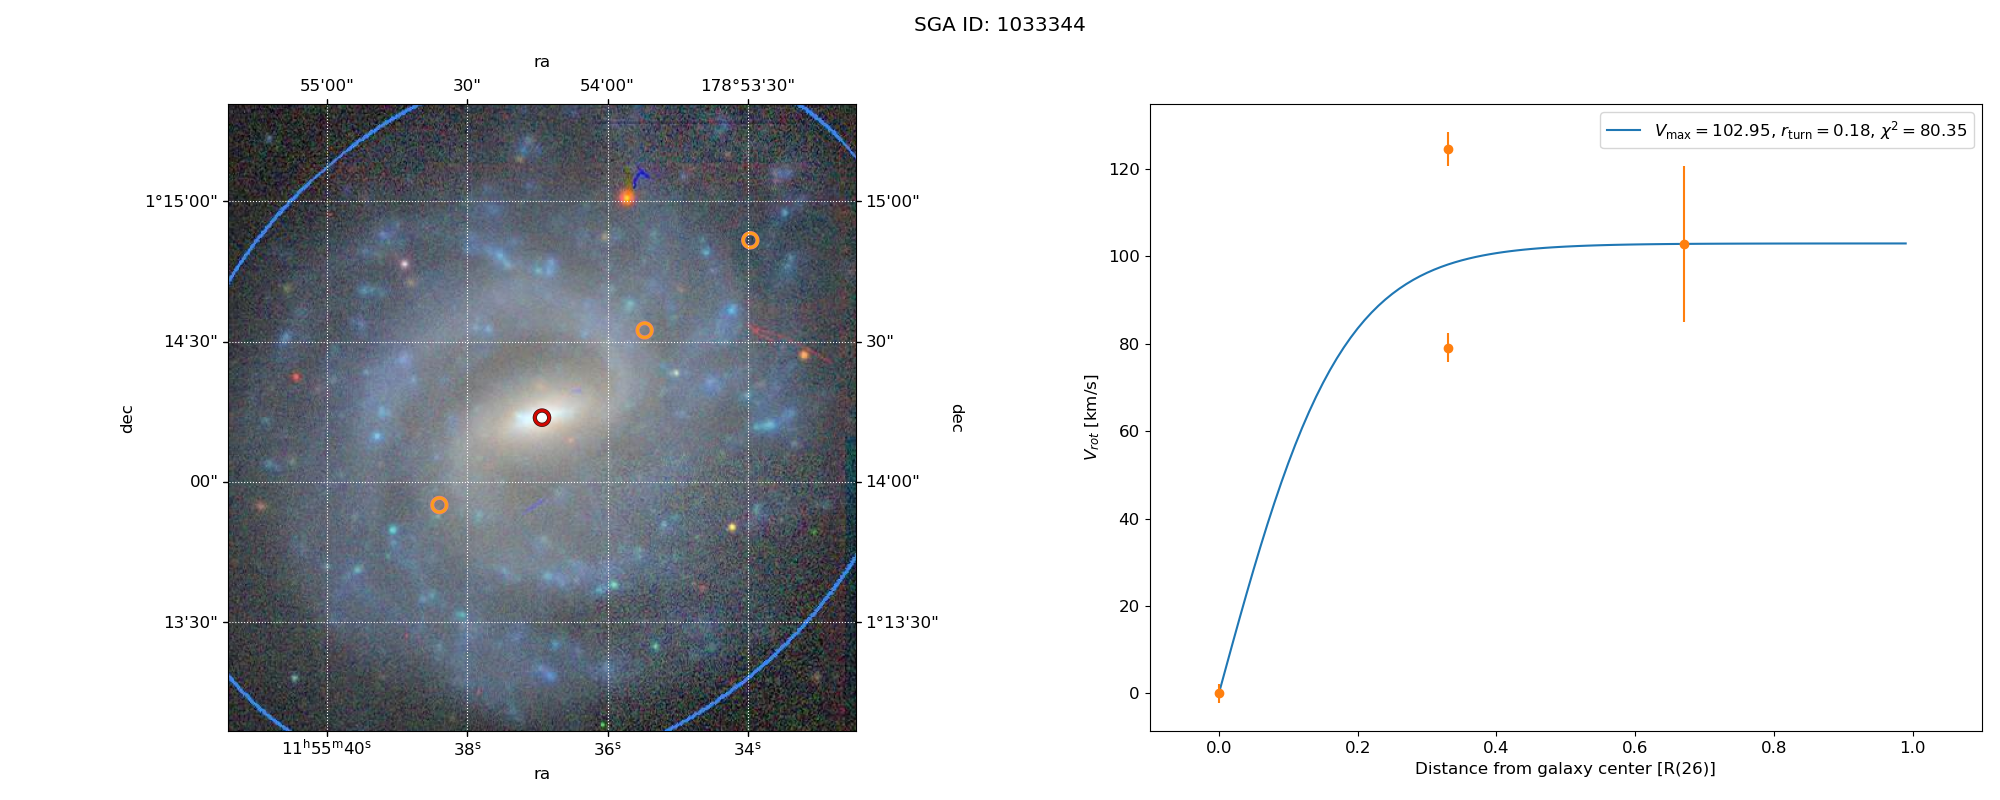 SGA ID: 1033344
ra
55'00" 30" 54'00" 178°53'30"
1°15'00" 15'00"
14'30" 30"
dec dec
00" 14'00"
13'30" 1°13'30"
11h55m40s 38s 36s 34s
ra
Vmax = 102.95, rturn = 0.18, χ² = 80.35
120
100
80
60
40
20
0
Vrot [km/s]
0.0 0.2 0.4 0.6 0.8 1.0
Distance from galaxy center [R(26)]